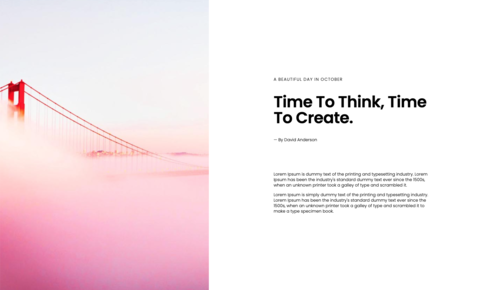 A BEAUTIFUL DAY IN OCTOBER
Time To Think, Time
To Create.
— By David Anderson
Lorem Ipsum is dummy text of the printing and typesetting industry. Lorem
Ipsum has been the industry's standard dummy text ever since the 1500s,
when an unknown printer took a galley of type and scrambled it.
Lorem Ipsum is simply dummy text of the printing and typesetting industry.
Lorem Ipsum has been the industry's standard dummy text ever since the
1500s, when an unknown printer took a galley of type and scrambled it to
make a type specimen book.